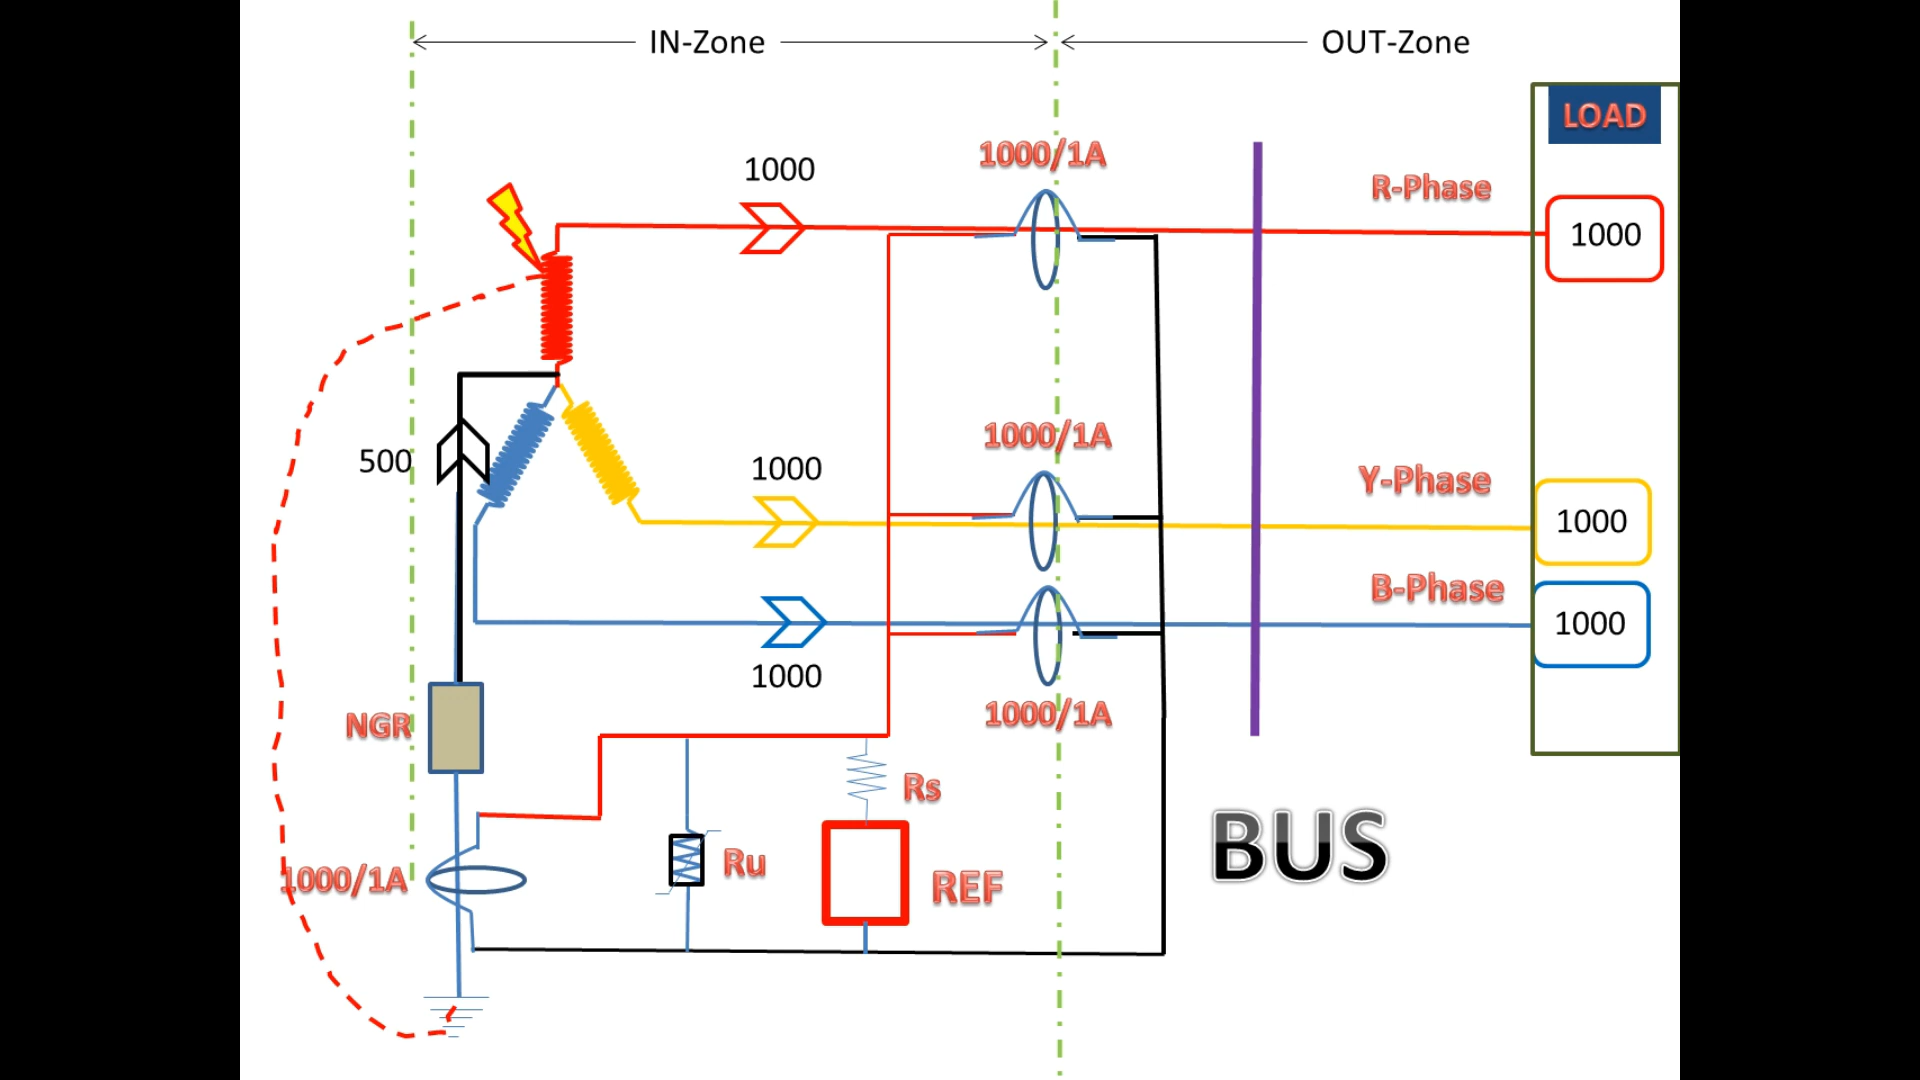 IN-Zone
OUT-Zone
LOAD
1000
1000/1A
R-Phase
1000
1000/1A
500
1000
Y-Phase
1000
B-Phase
1000
1000
NGR
1000/1A
Rs
1000/1A
Ru
REF
BUS